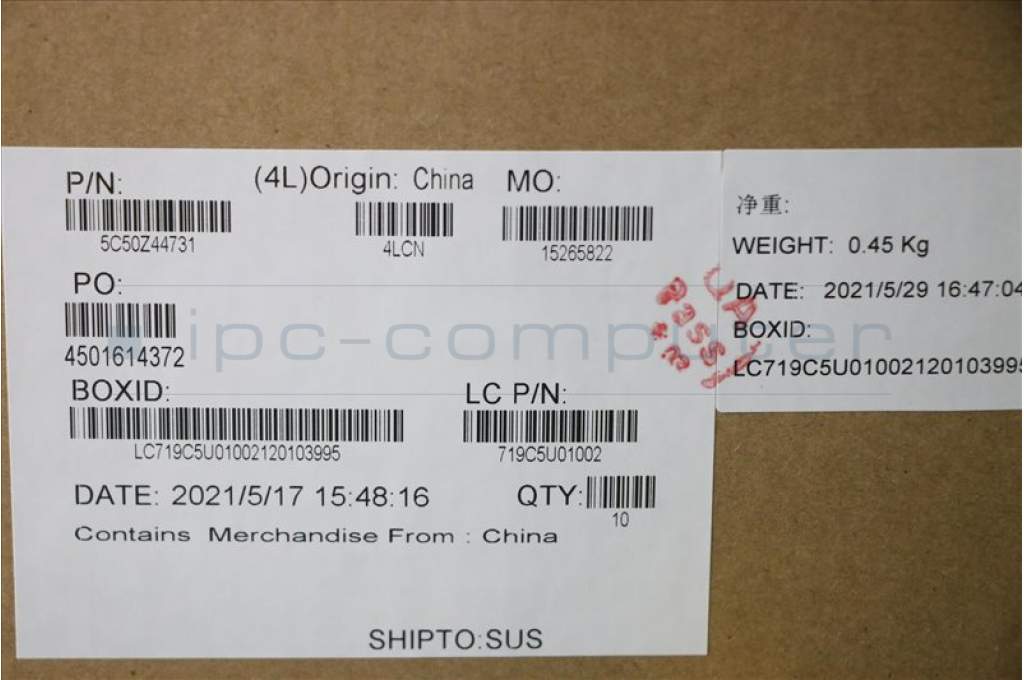 P/N: (4L)Origin: China MO:
5C50Z44731 4LCN 15265822
PO:
4501614372
BOXID: LC P/N:
LC719C5U01002120103995 719C5U01002
DATE: 2021/5/17 15:48:16 QTY:
10
Contains Merchandise From : China
SHIPTO:SUS
净重:
WEIGHT: 0.45 Kg
DATE: 2021/5/29 16:47:04
BOXID:
LC719C5U01002120103995
ipc-computer
Pass